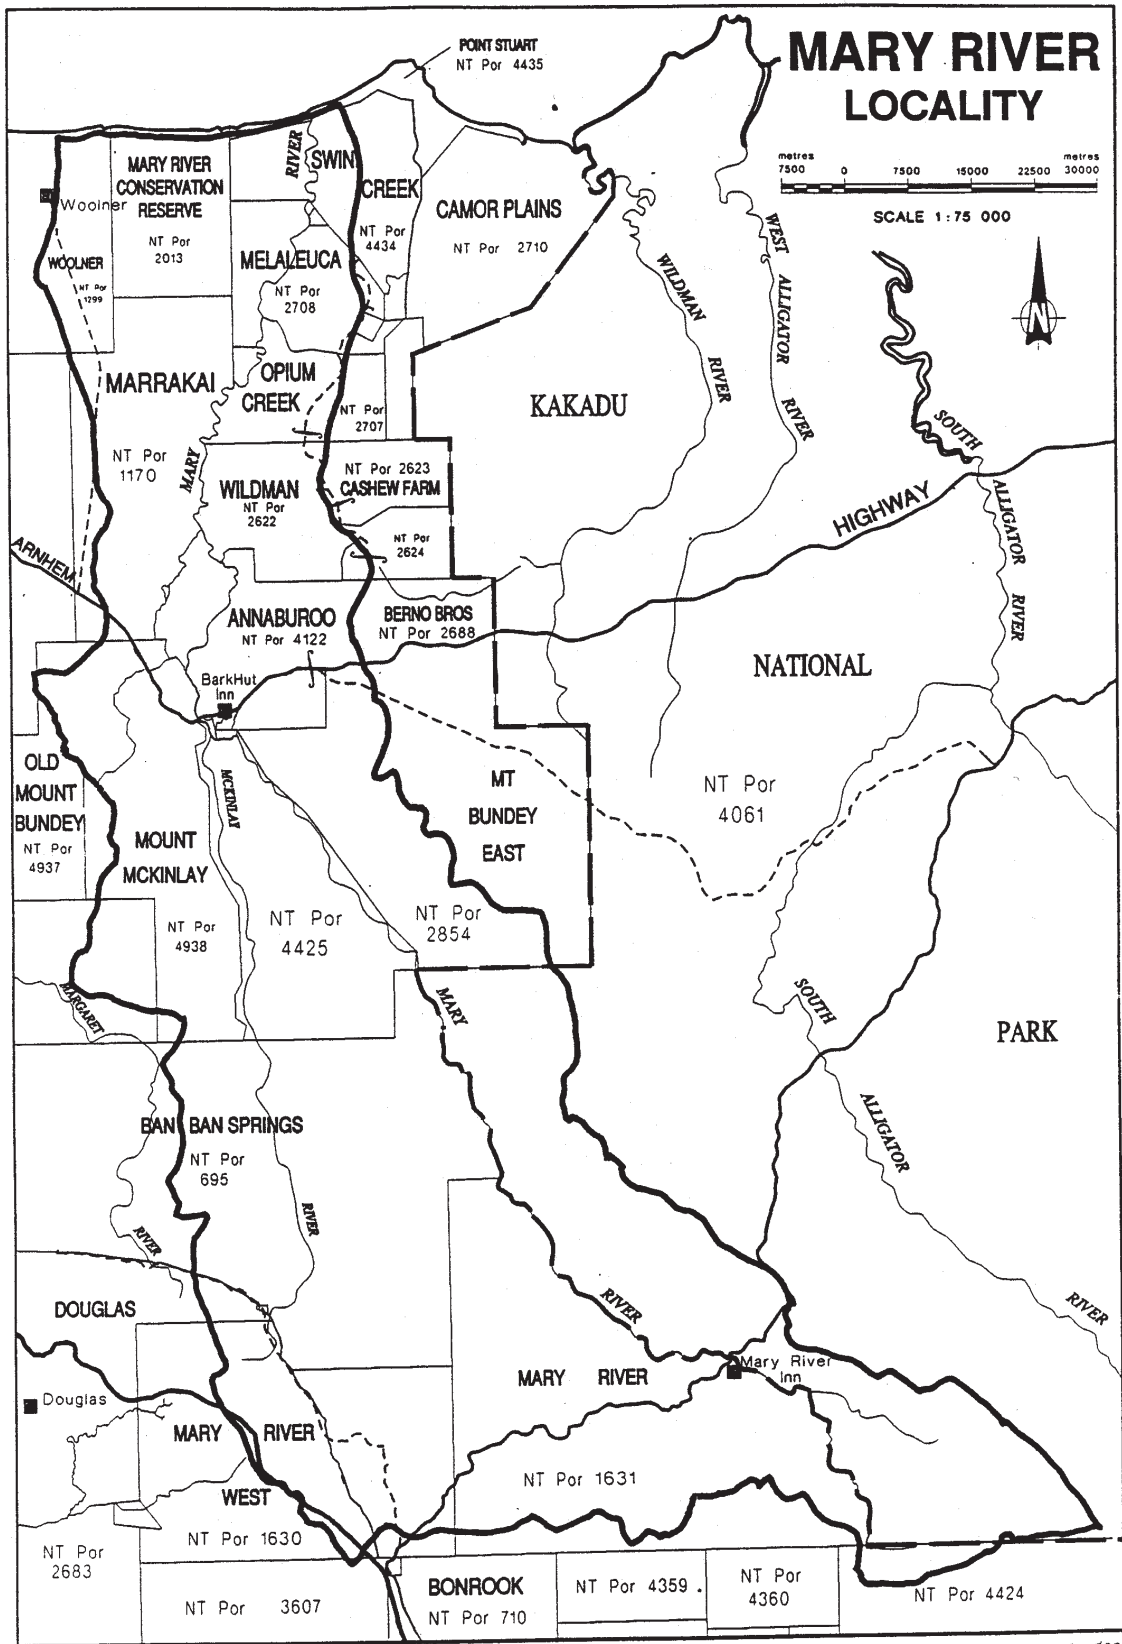 MARY RIVER
LOCALITY
metres
7500 0 7500 15000 22500 30000
metres
SCALE 1:75 000
N
POINT STUART
NT Por 4435
RIVER
SWIN
CREEK
NT Por
4434
MARY RIVER
CONSERVATION
RESERVE
NT Por
2013
Woolner
WOOLNER
NT Por
1299
CAMOR PLAINS
NT Por 2710
MELALEUCA
NT Por
2708
WILDMAN
RIVER
WEST
ALLIGATOR
RIVER
MARRAKAI
NT Por
1170
OPIUM
CREEK
NT Por
2707
KAKADU
SOUTH
ALLIGATOR
RIVER
MARY
WILDMAN
NT Por
2622
NT Por 2623
CASHEW FARM
NT Por
2624
HIGHWAY
ARNHEM
ANNABUROO
NT Por 4122
BERNO BROS
NT Por 2688
NATIONAL
BarkHut
Inn
OLD
MOUNT
BUNDEY
NT Por
4937
MCKINLAY
MT
BUNDEY
EAST
NT Por
4061
MOUNT
MCKINLAY
NT Por
4938
NT Por
4425
NT Por
2854
MARGARET
MARY
SOUTH
PARK
BAN BAN SPRINGS
NT Por
695
ALLIGATOR
RIVER
RIVER
DOUGLAS
RIVER
RIVER
Mary River
Inn
MARY RIVER
Douglas
MARY RIVER
WEST
NT Por 1631
NT Por 1630
NT Por
2683
NT Por 3607
BONROOK
NT Por 710
NT Por 4359
NT Por
4360
NT Por 4424